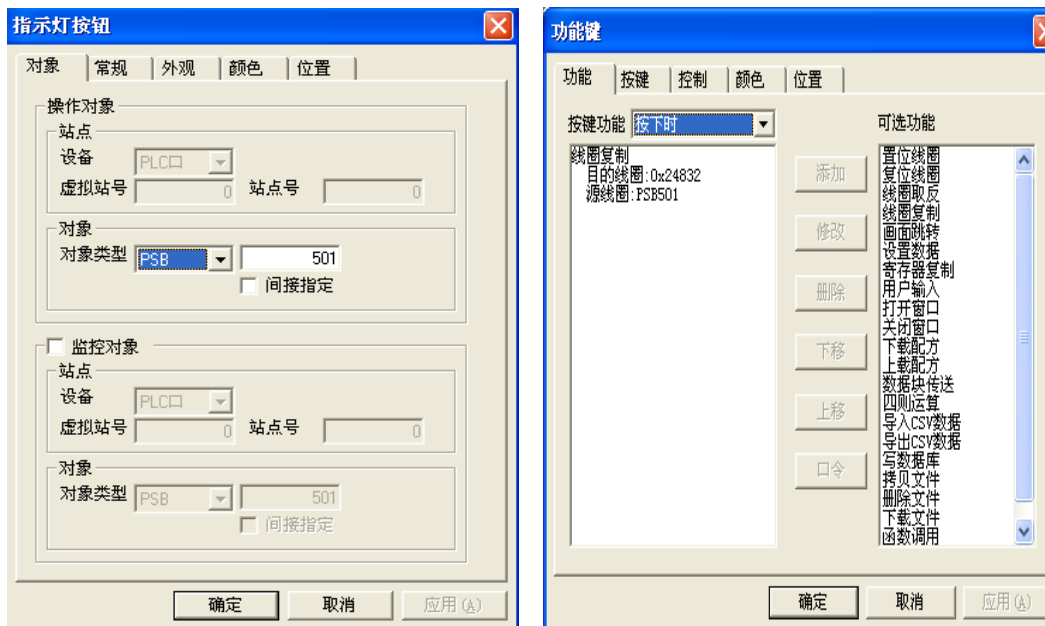 指示灯按钮
对象 常规 外观 颜色 位置
操作对象
站点
设备 PLC口
虚拟站号 0 站点号 0
对象
对象类型 PSB 501
间接指定
监控对象
站点
设备 PLC口
虚拟站号 0 站点号 0
对象
对象类型 PSB 501
间接指定
确定 取消 应用(A)
功能键
功能 按键 控制 颜色 位置
按键功能 按下时
线圈复制
目的线圈:0x24832
源线圈:PSB501
添加
修改
删除
下移
上移
口令
可选功能
置位线圈
复位线圈
线圈取反
线圈复制
画面跳转
设置数据
寄存器复制
用户输入
打开窗口
关闭窗口
下载配方
上载配方
数据块传送
四则运算
导入CSV数据
导出CSV数据
写数据库
拷贝文件
删除文件
下载文件
函数调用
确定 取消 应用(A)